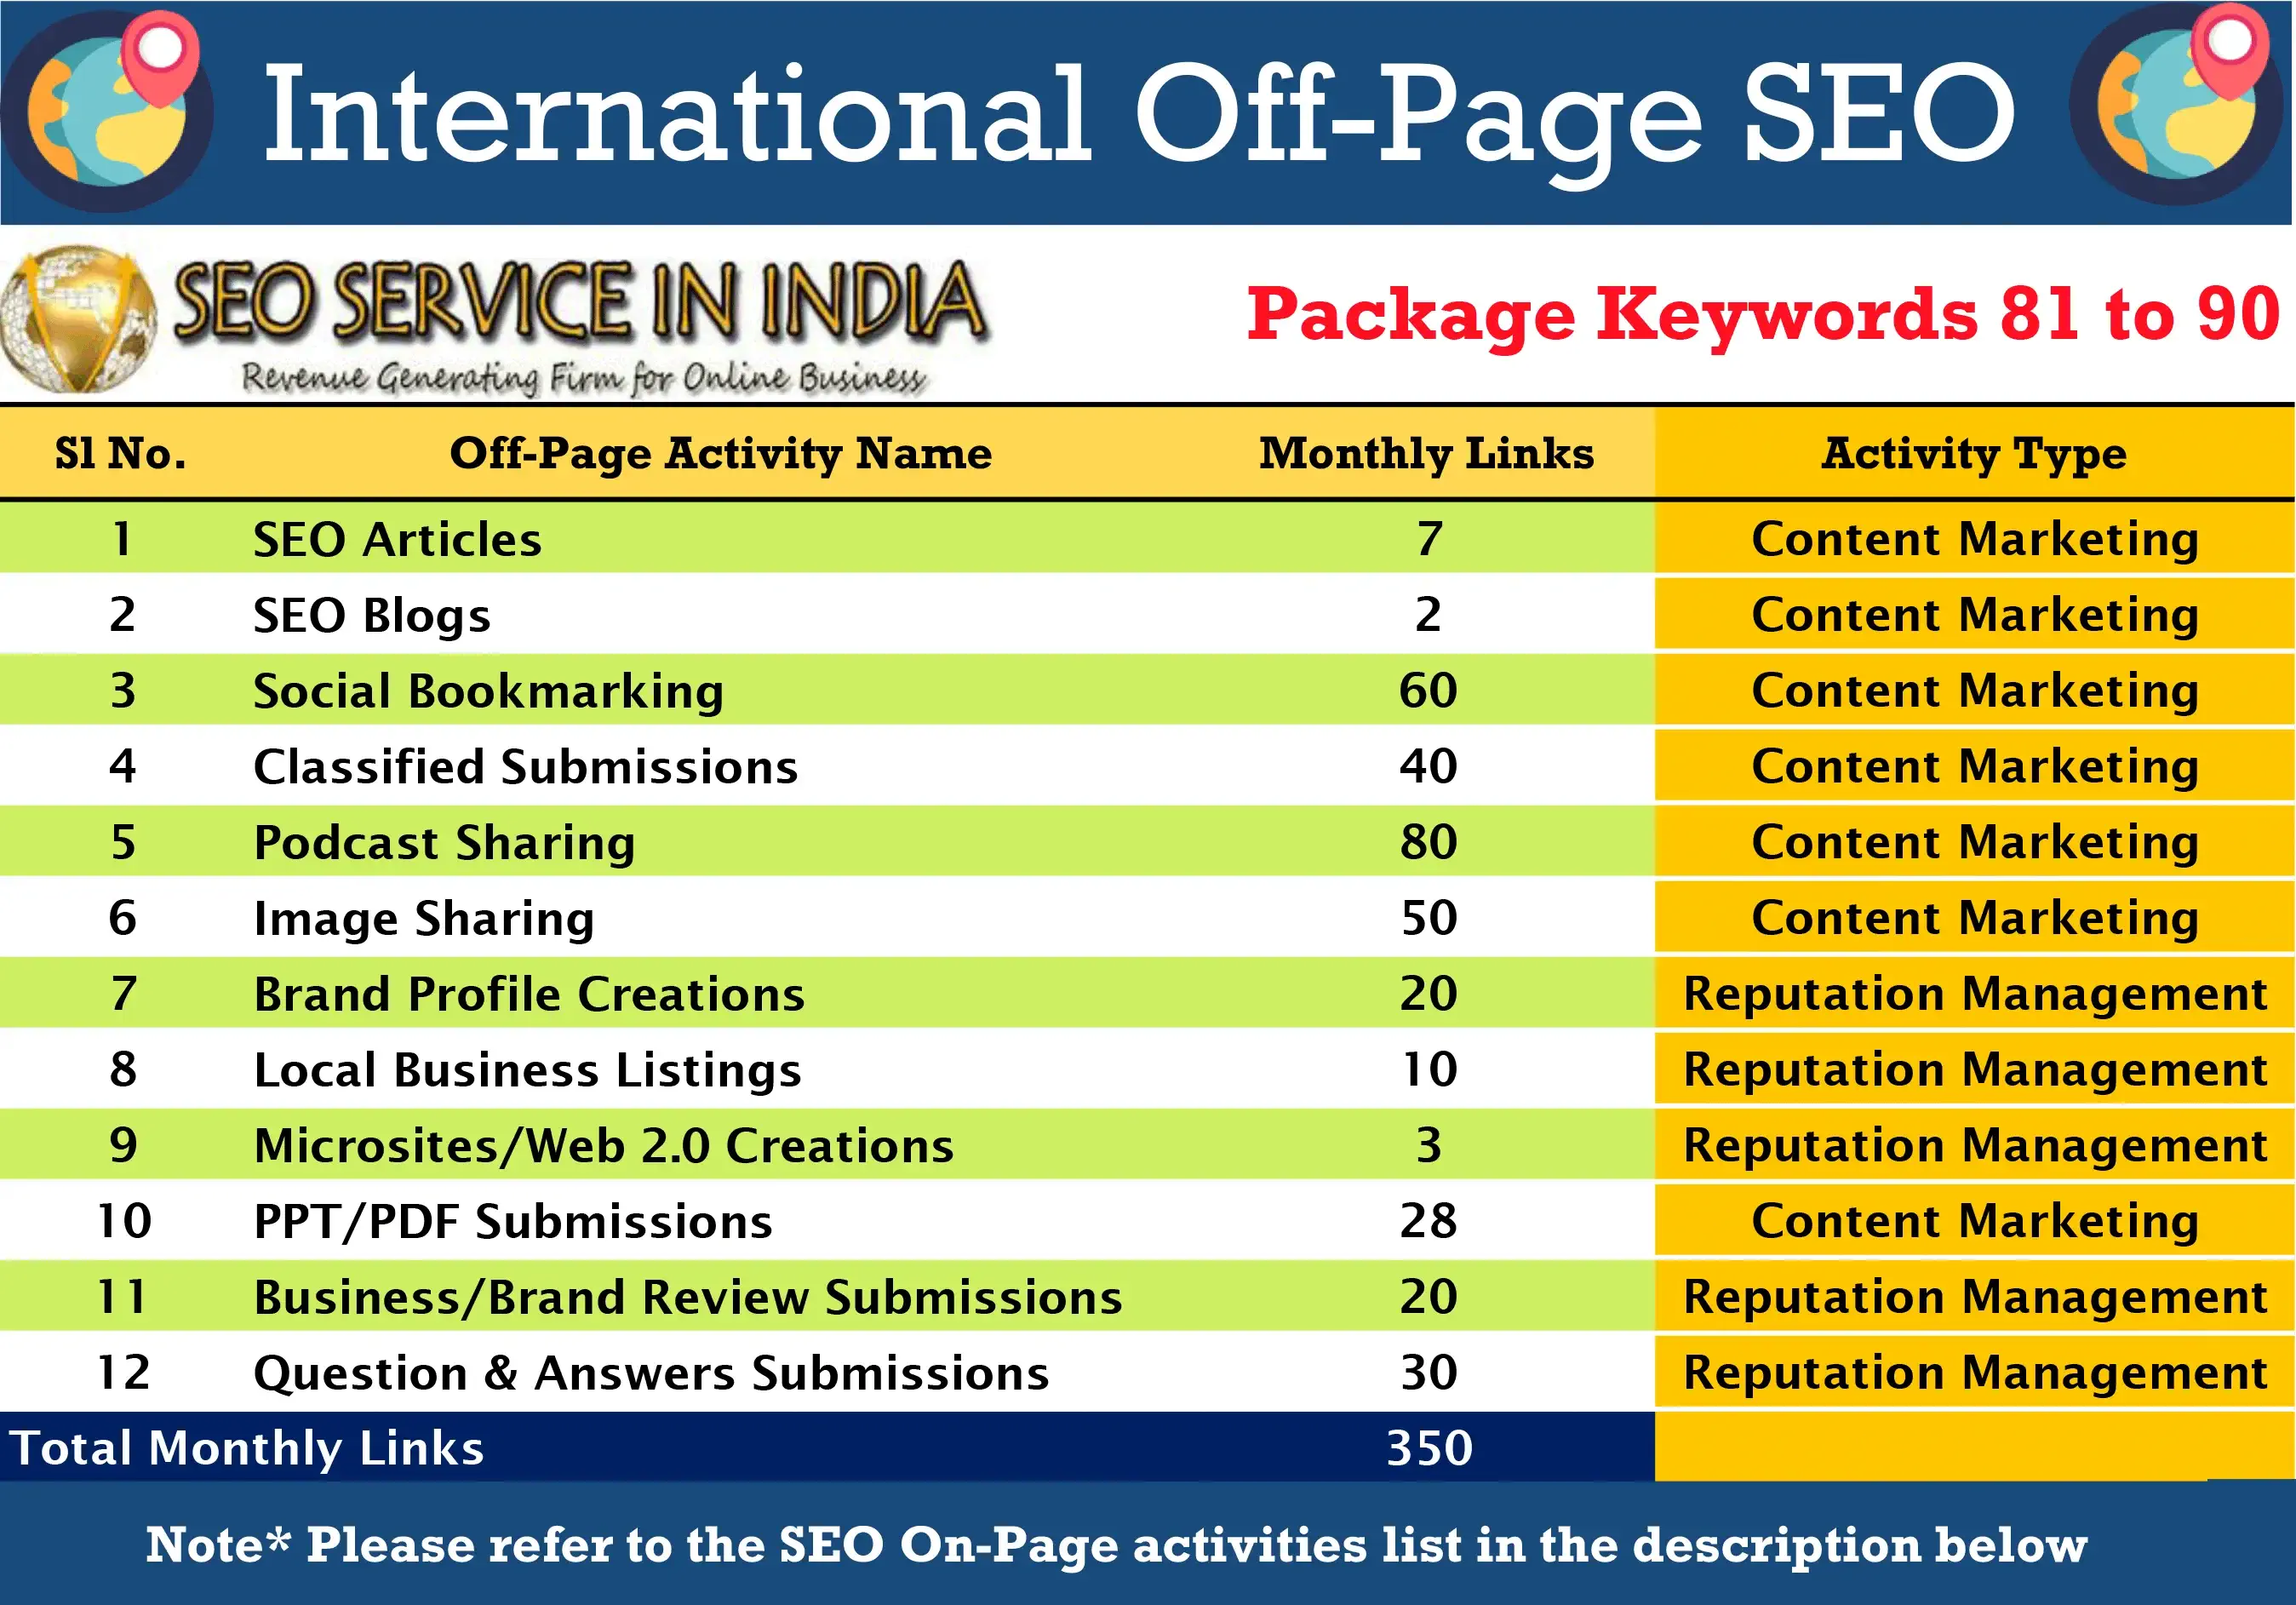 International Off-Page SEO
SEO SERVICE IN INDIA
Revenue Generating Firm for Online Business
Package Keywords 81 to 90
Sl No. Off-Page Activity Name Monthly Links Activity Type
1 SEO Articles 7 Content Marketing
2 SEO Blogs 2 Content Marketing
3 Social Bookmarking 60 Content Marketing
4 Classified Submissions 40 Content Marketing
5 Podcast Sharing 80 Content Marketing
6 Image Sharing 50 Content Marketing
7 Brand Profile Creations 20 Reputation Management
8 Local Business Listings 10 Reputation Management
9 Microsites/Web 2.0 Creations 3 Reputation Management
10 PPT/PDF Submissions 28 Content Marketing
11 Business/Brand Review Submissions 20 Reputation Management
12 Question & Answers Submissions 30 Reputation Management
Total Monthly Links 350
Note* Please refer to the SEO On-Page activities list in the description below